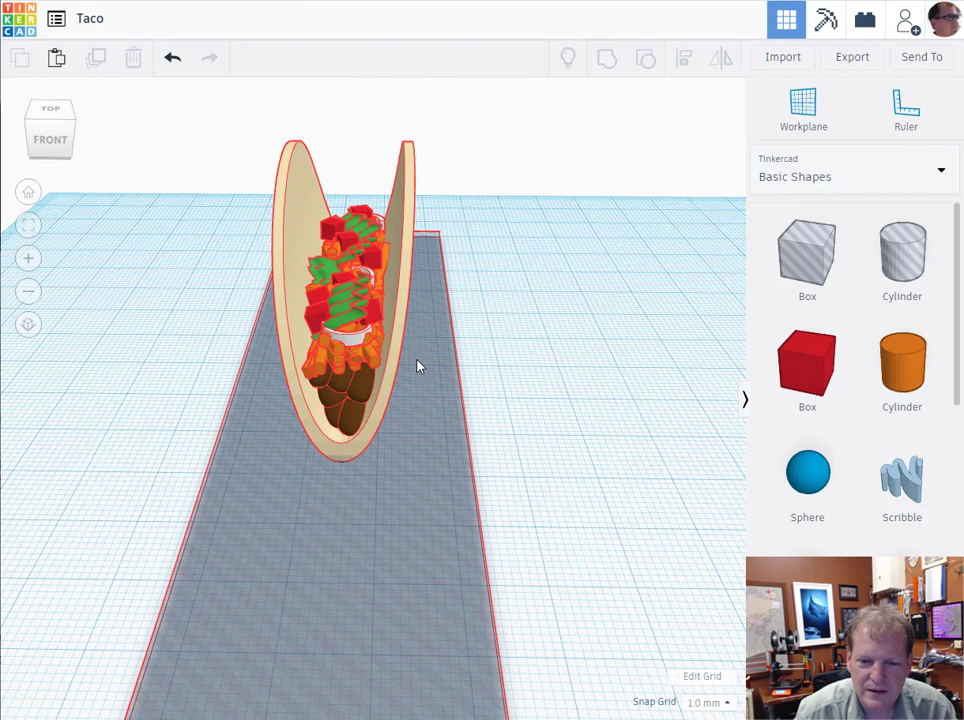 TIN
KER
CAD
Taco
Import
Export
Send To
TOP
FRONT
Workplane
Ruler
Tinkercad
Basic Shapes
Box
Cylinder
Box
Cylinder
Sphere
Scribble
Edit Grid
Snap Grid
1.0 mm